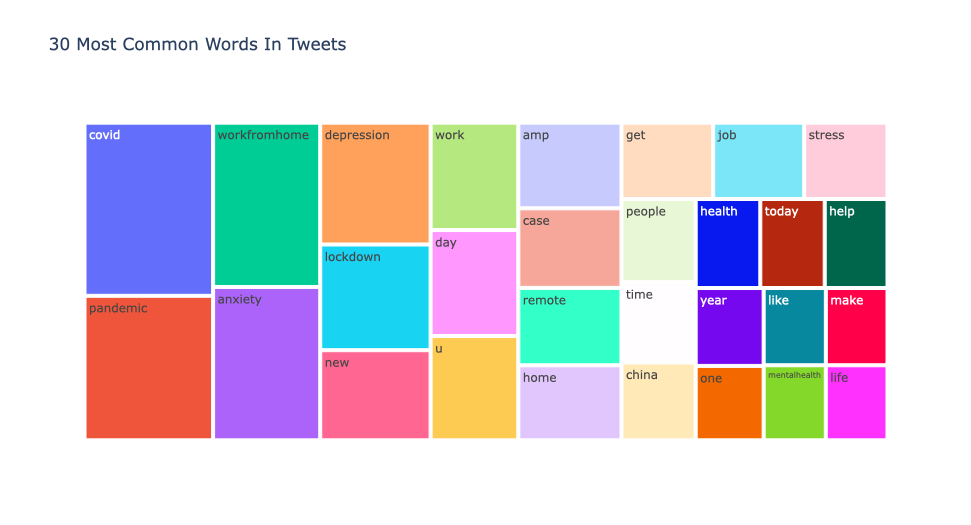 30 Most Common Words In Tweets
covid
pandemic
workfromhome
anxiety
depression
lockdown
new
work
day
u
amp
case
remote
home
get
job
stress
people
time
china
health
today
help
year
like
make
one
mentalhealth
life